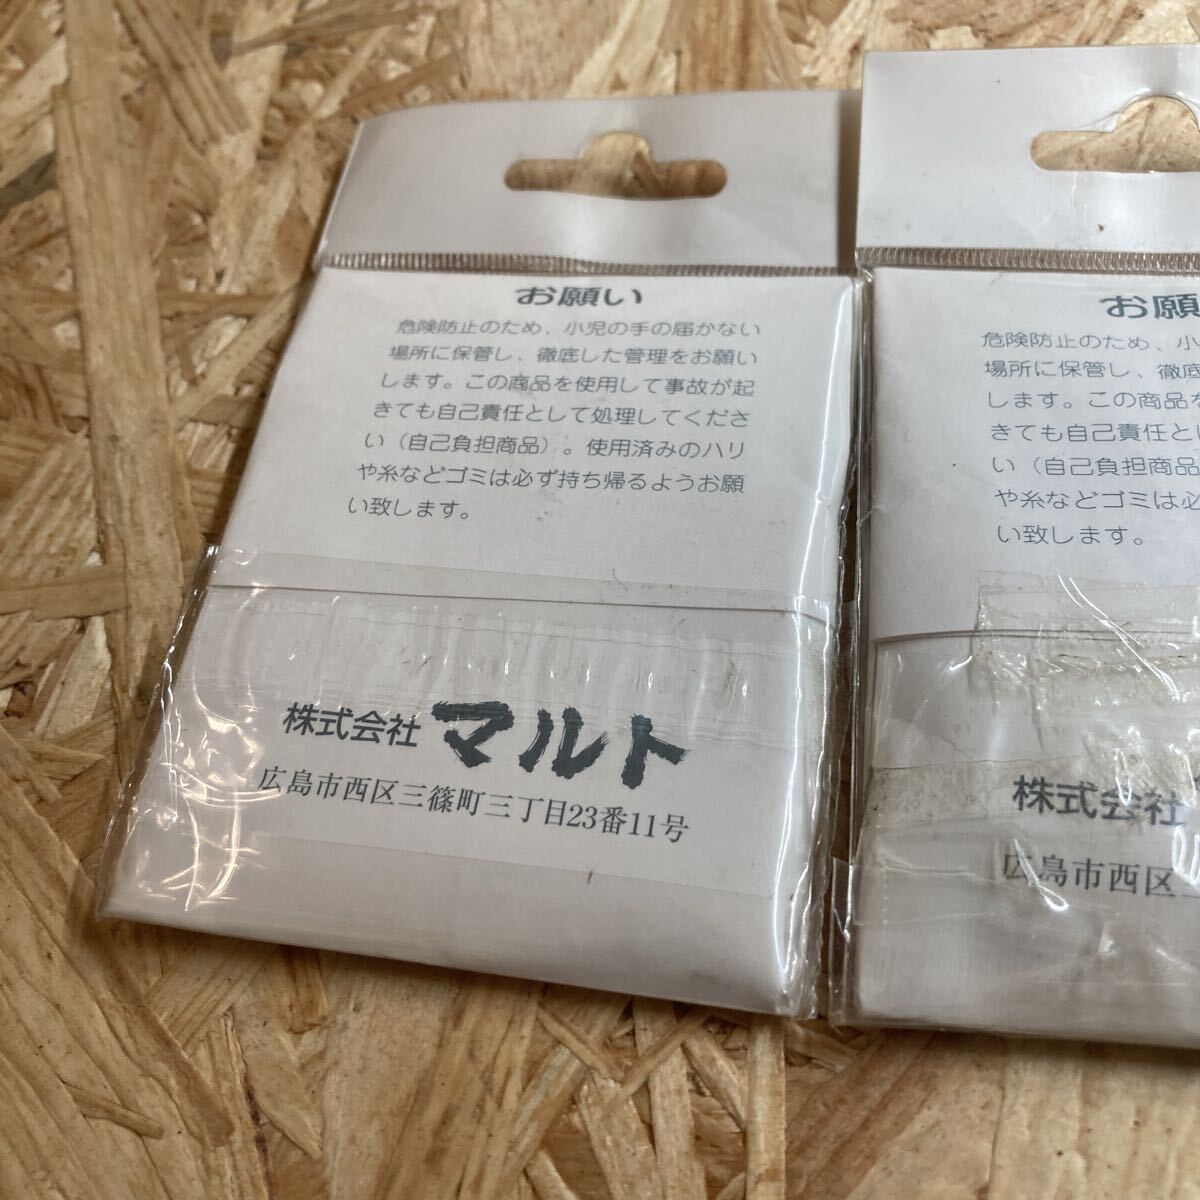 お願い
危険防止のため、小児の手の届かない
場所に保管し、徹底した管理をお願い
します。この商品を使用して事故が起
きても自己責任として処理してくださ
い（自己負担商品）。使用済みのハリ
や糸などゴミは必ず持ち帰るようお願
い致します。
株式会社 マルト
広島市西区三篠町三丁目23番11号
お願
危険防止のため、小
場所に保管し、徹底
します。この商品を
きても自己責任とし
い（自己負担商品
や糸などゴミは必
い致します。
株式会社
広島市西区